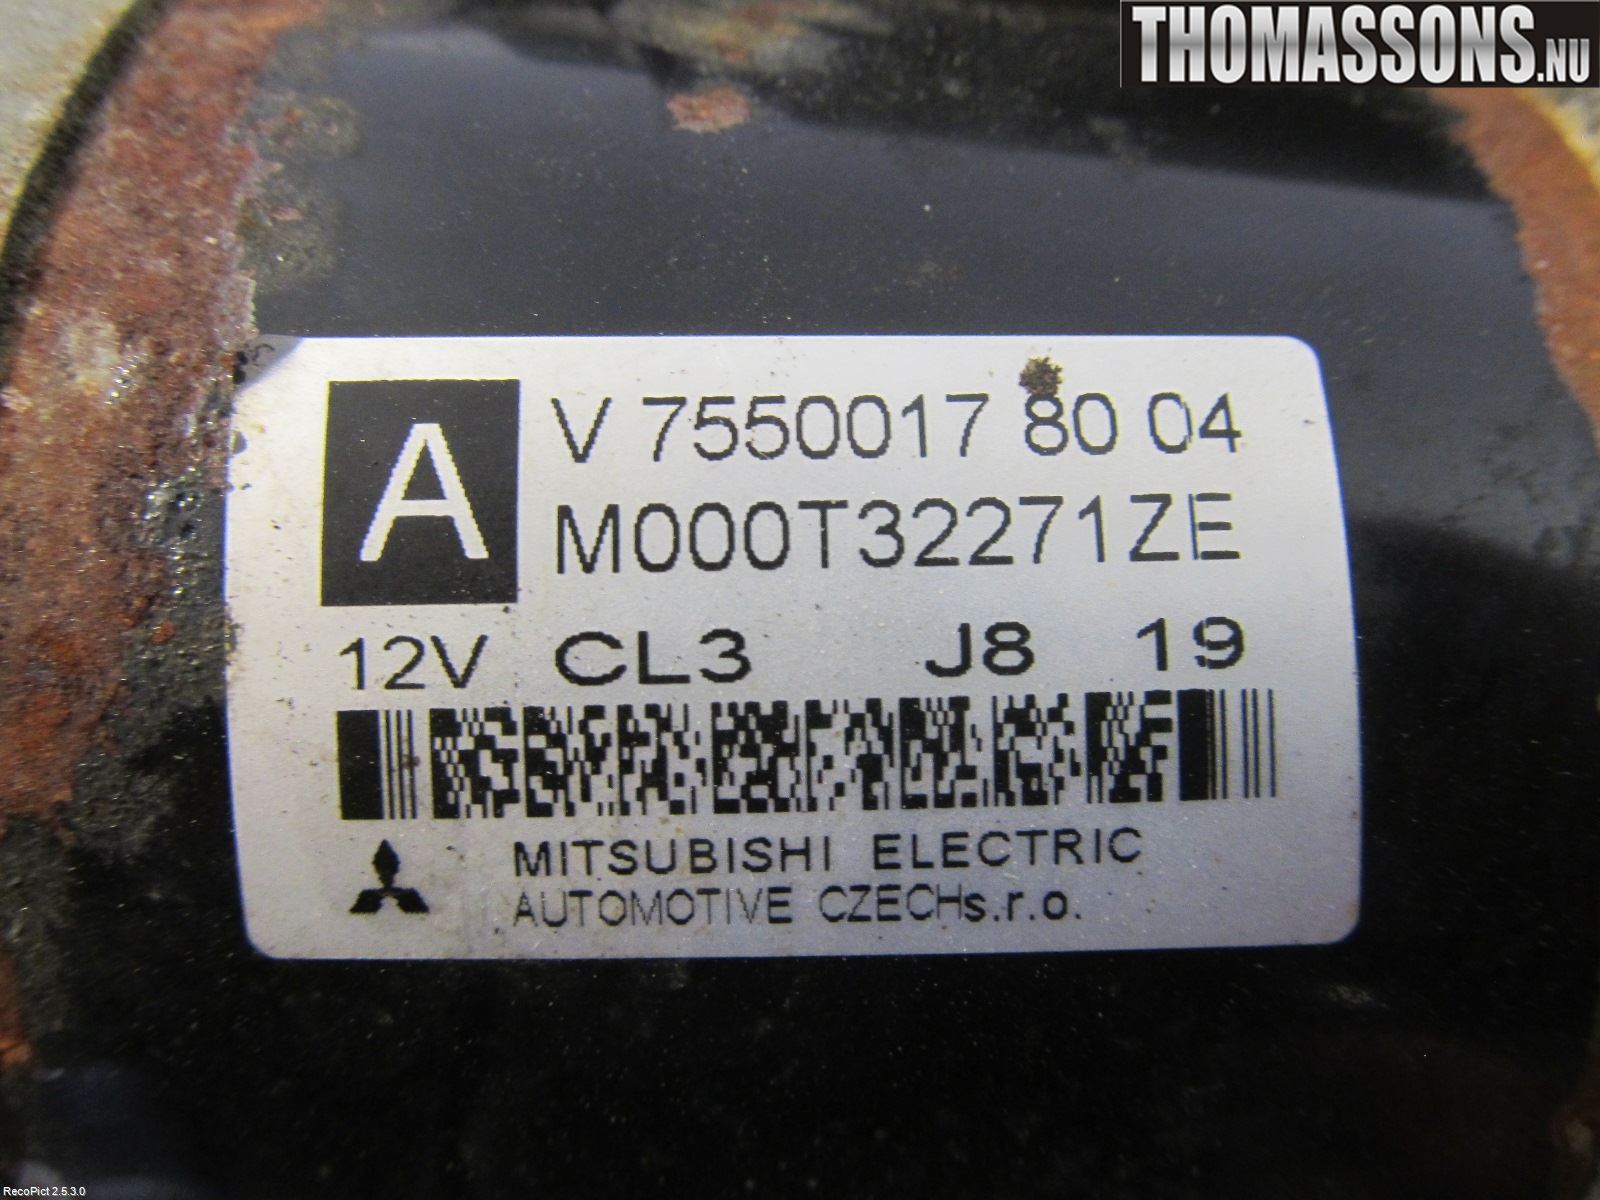 THOMASSONS.NU
A
V 7550017 80 04
M000T32271ZE
12V CL3 J8 19
MITSUBISHI ELECTRIC
AUTOMOTIVE CZECHs.r.o.
RecoPict 2.5.3.0